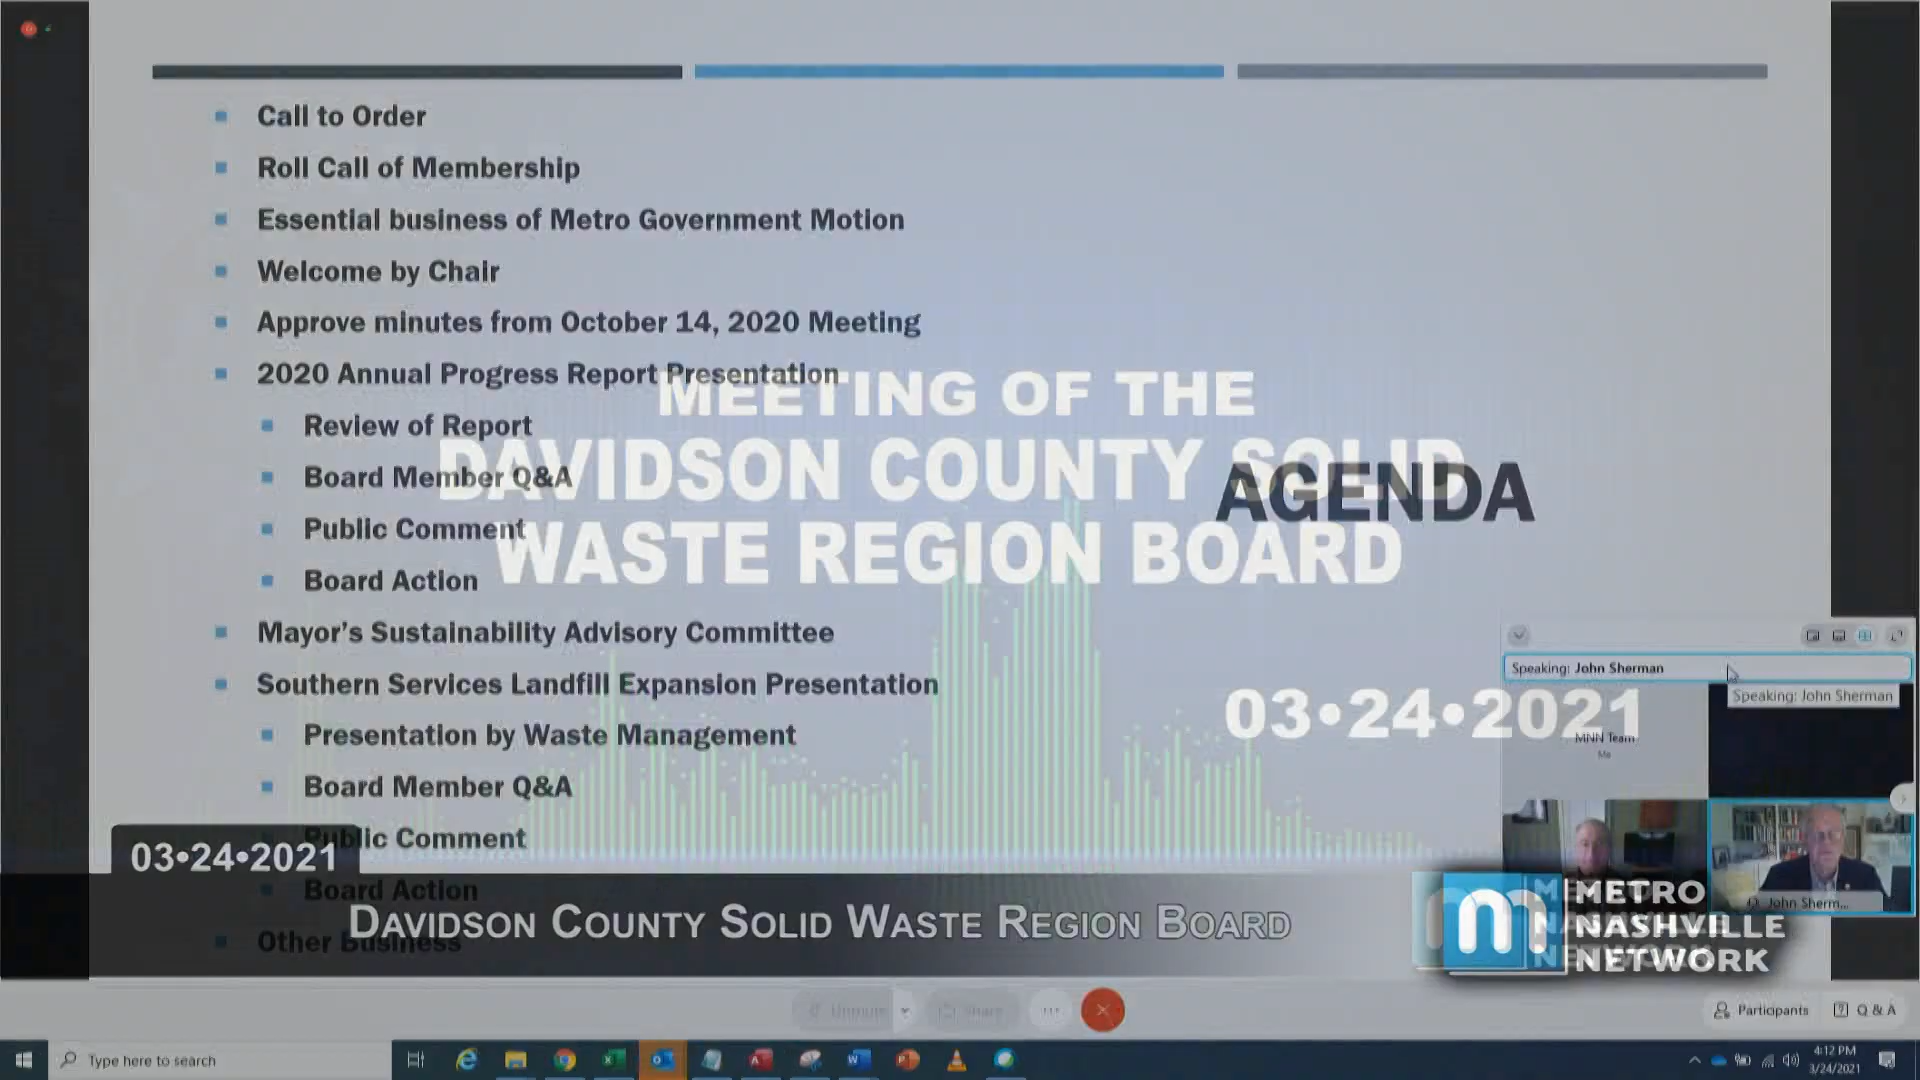 Call to Order
Roll Call of Membership
Essential business of Metro Government Motion
Welcome by Chair
Approve minutes from October 14, 2020 Meeting
2020 Annual Progress Report Presentation
Review of Report
Board Member Q&A
Public Comment
Board Action
Mayor's Sustainability Advisory Committee
Southern Services Landfill Expansion Presentation
Presentation by Waste Management
Board Member Q&A
Public Comment
Board Action
Other Business
MEETING OF THE
DAVIDSON COUNTY SOLID
WASTE REGION BOARD
AGENDA
03•24•2021
Speaking: John Sherman
Speaking: John Sherman
MNN Team
Me
John Sherm...
03•24•2021
DAVIDSON COUNTY SOLID WASTE REGION BOARD
METRO
NASHVILLE
NETWORK
Unmute
Share
Participants
Q & A
Type here to search
4:12 PM
3/24/2021